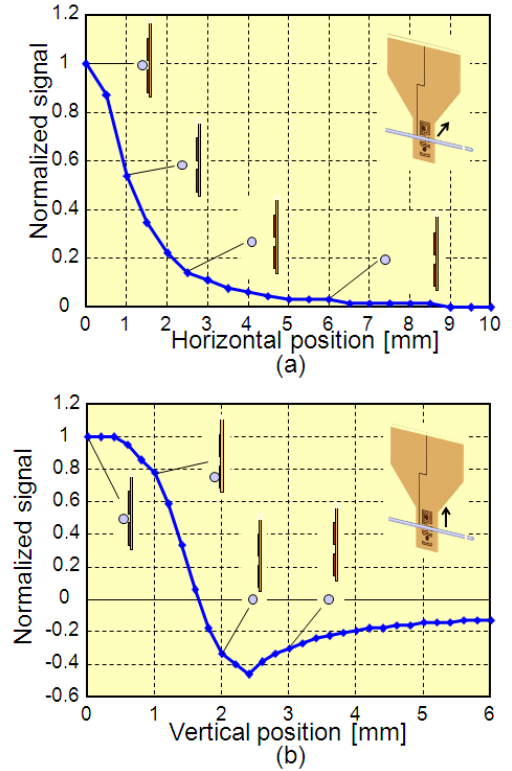 1.2
1
0.8
0.6
0.4
0.2
0
Normalized signal
0 1 2 3 4 5 6 7 8 9 10
Horizontal position [mm]
(a)
1.2
1
0.8
0.6
0.4
0.2
0
-0.2
-0.4
-0.6
Normalized signal
0 1 2 3 4 5 6
Vertical position [mm]
(b)